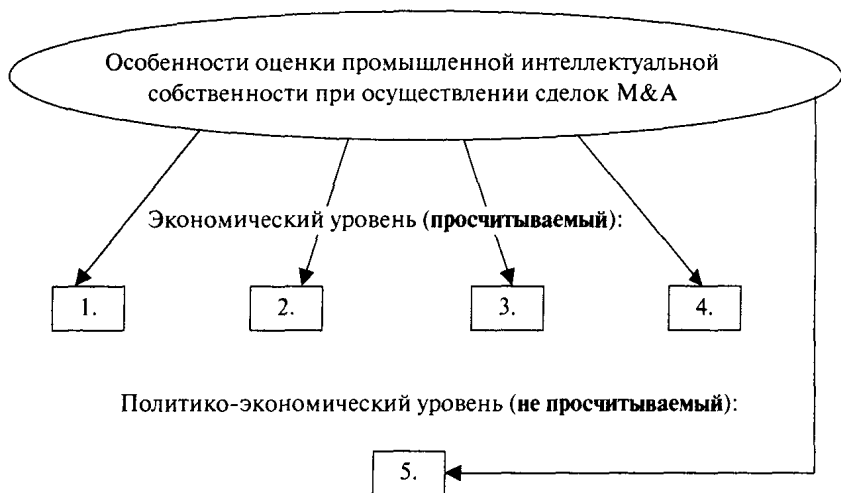 Особенности оценки промышленной интеллектуальной
собственности при осуществлении сделок M&A
Экономический уровень (просчитываемый):
1. 2. 3. 4.
Политико-экономический уровень (не просчитываемый):
5.